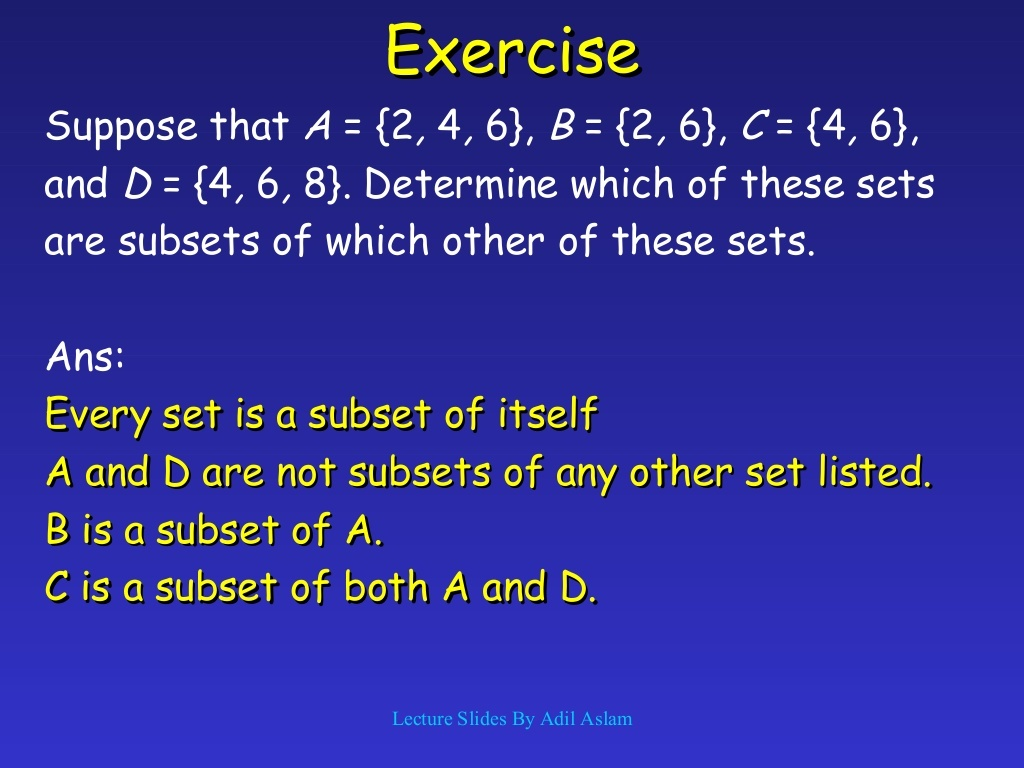 Exercise
Suppose that A = {2, 4, 6}, B = {2, 6}, C = {4, 6},
and D = {4, 6, 8}. Determine which of these sets
are subsets of which other of these sets.
Ans:
Every set is a subset of itself
A and D are not subsets of any other set listed.
B is a subset of A.
C is a subset of both A and D.
Lecture Slides By Adil Aslam